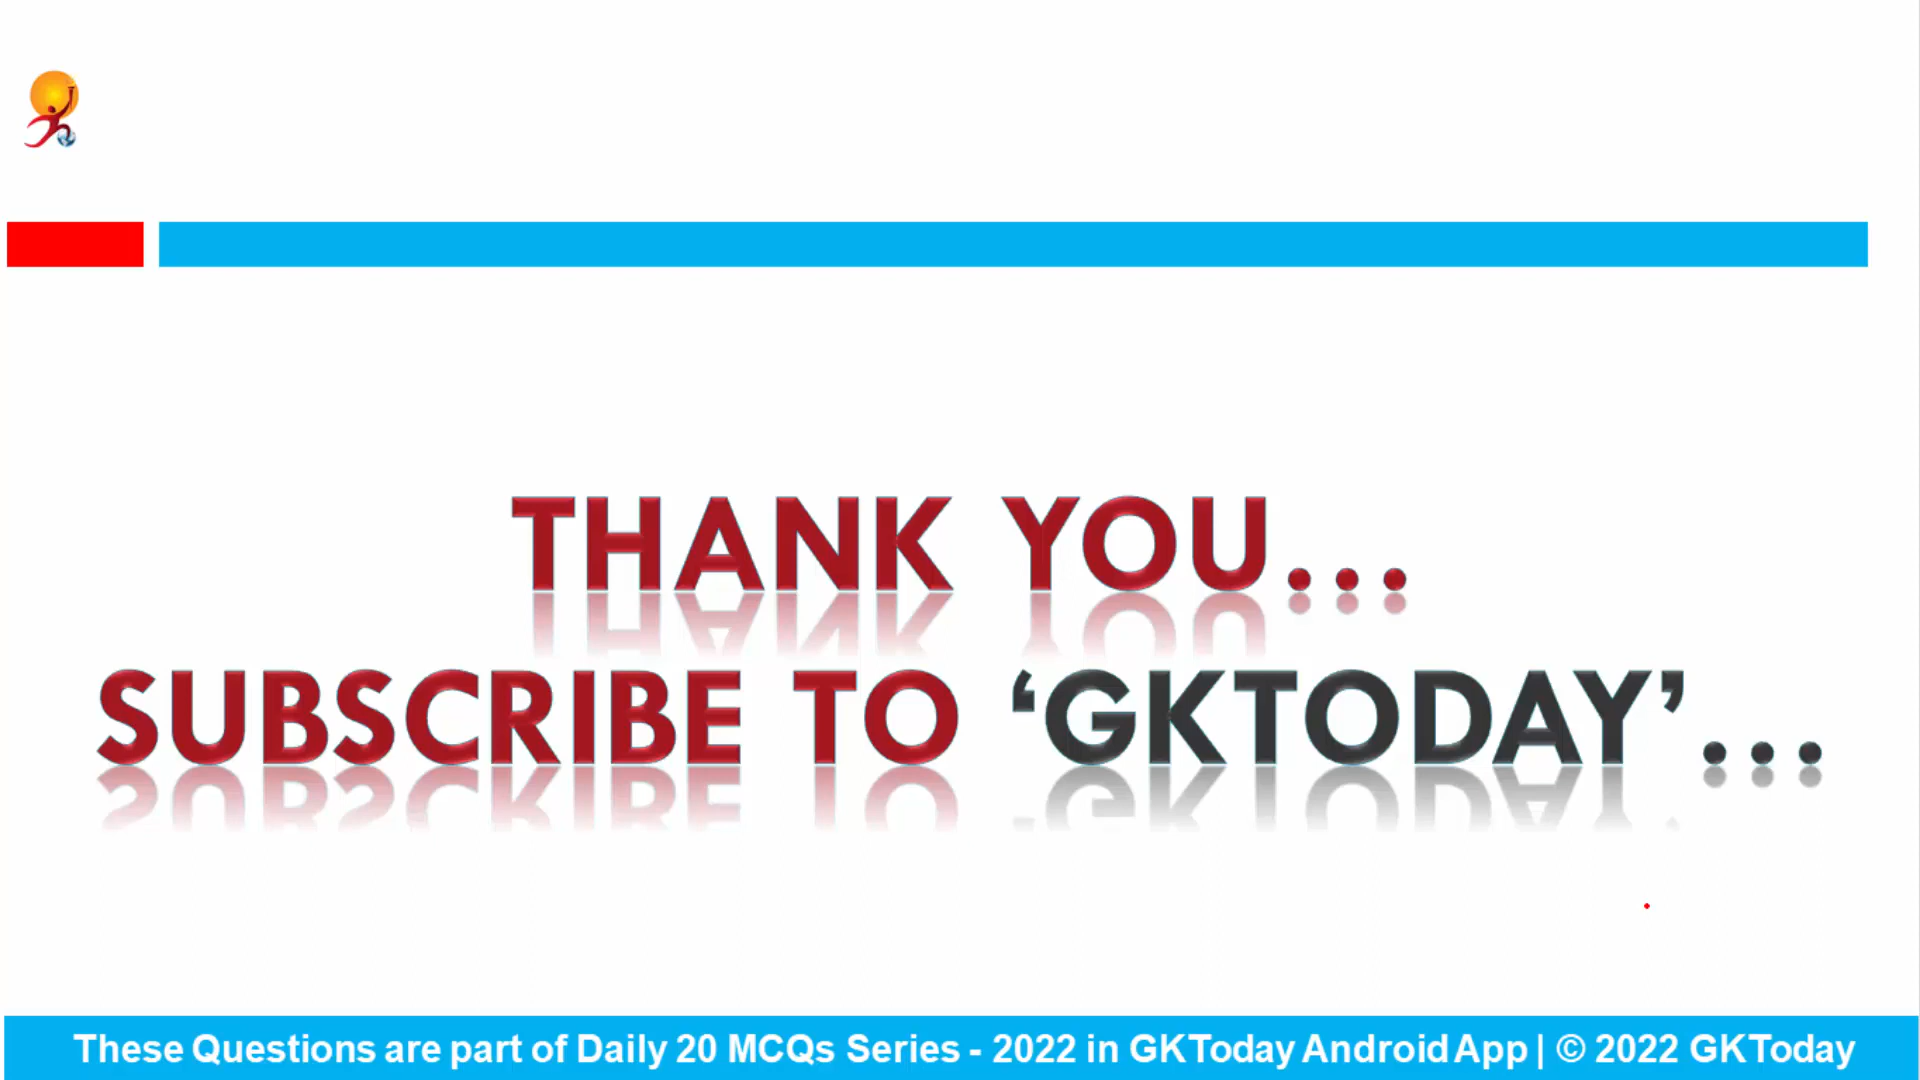 THANK YOU...
SUBSCRIBE TO ‘GKTODAY’...
These Questions are part of Daily 20 MCQs Series - 2022 in GKToday Android App | © 2022 GKToday